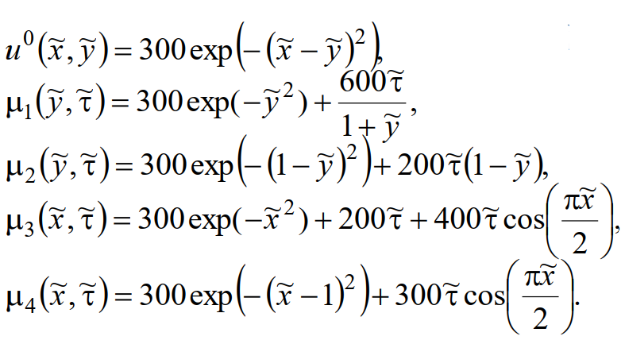 u⁰(x̃, ỹ) = 300 exp(−(x̃ − ỹ)²),
μ₁(ỹ, τ̃) = 300 exp(−ỹ²) + 600τ̃ / (1 + ỹ),
μ₂(ỹ, τ̃) = 300 exp(−(1 − ỹ)²) + 200τ̃(1 − ỹ),
μ₃(x̃, τ̃) = 300 exp(−x̃²) + 200τ̃ + 400τ̃ cos(πx̃ / 2),
μ₄(x̃, τ̃) = 300 exp(−(x̃ − 1)²) + 300τ̃ cos(πx̃ / 2).